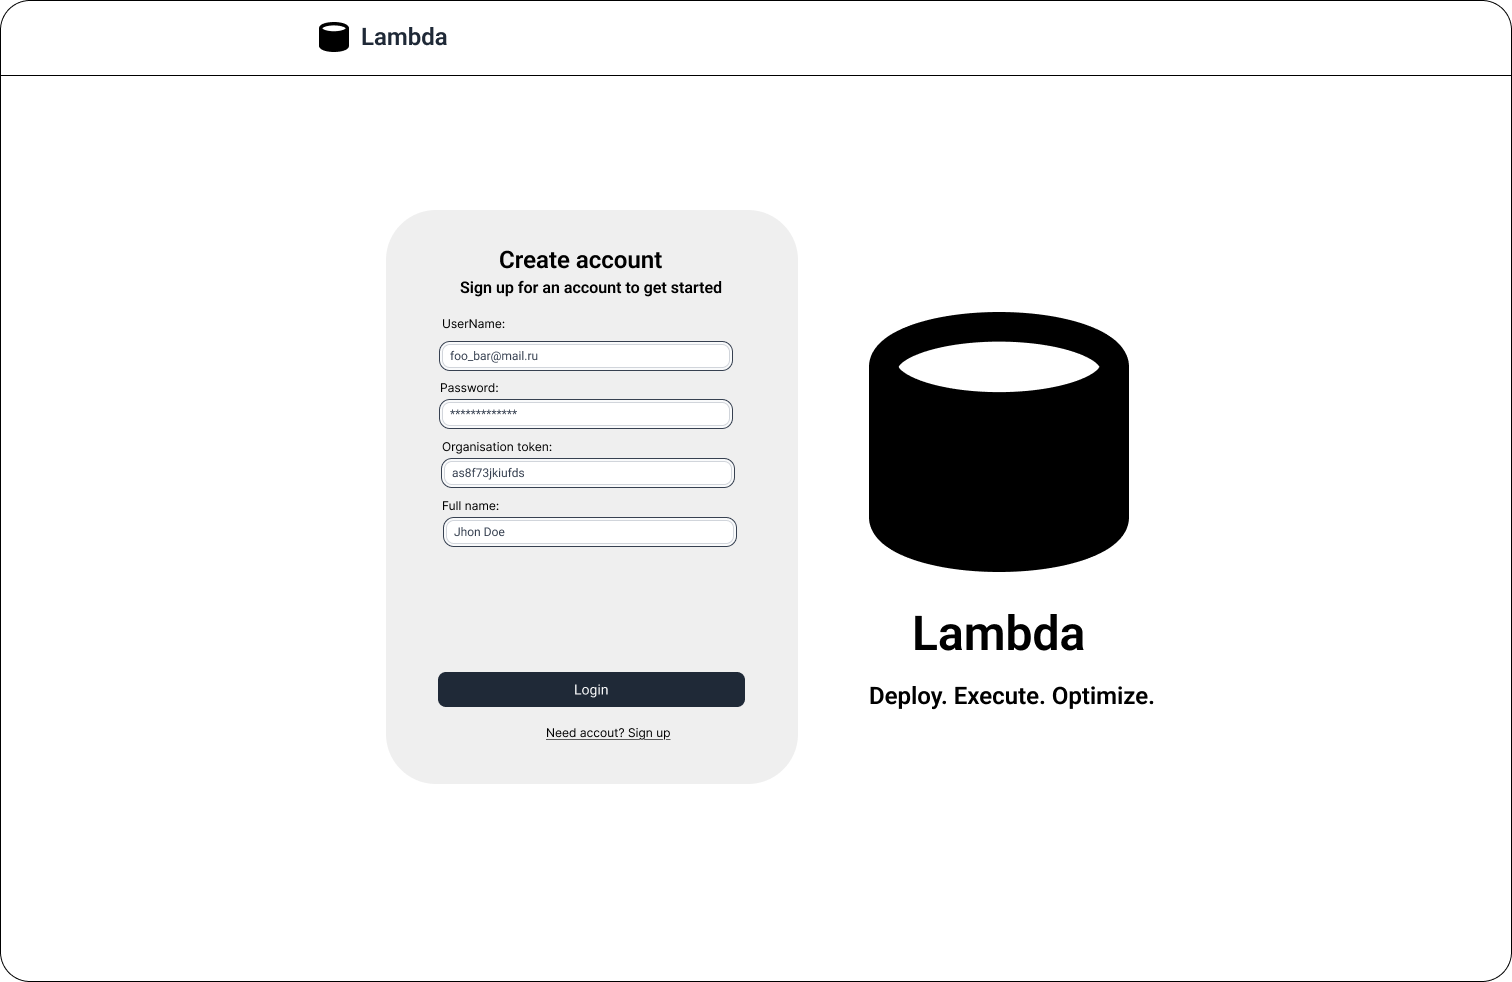 Lambda
Create account
Sign up for an account to get started
UserName:
foo_bar@mail.ru
Password:
*************
Organisation token:
as8f73jkiufds
Full name:
Jhon Doe
Login
Need accout? Sign up
Lambda
Deploy. Execute. Optimize.